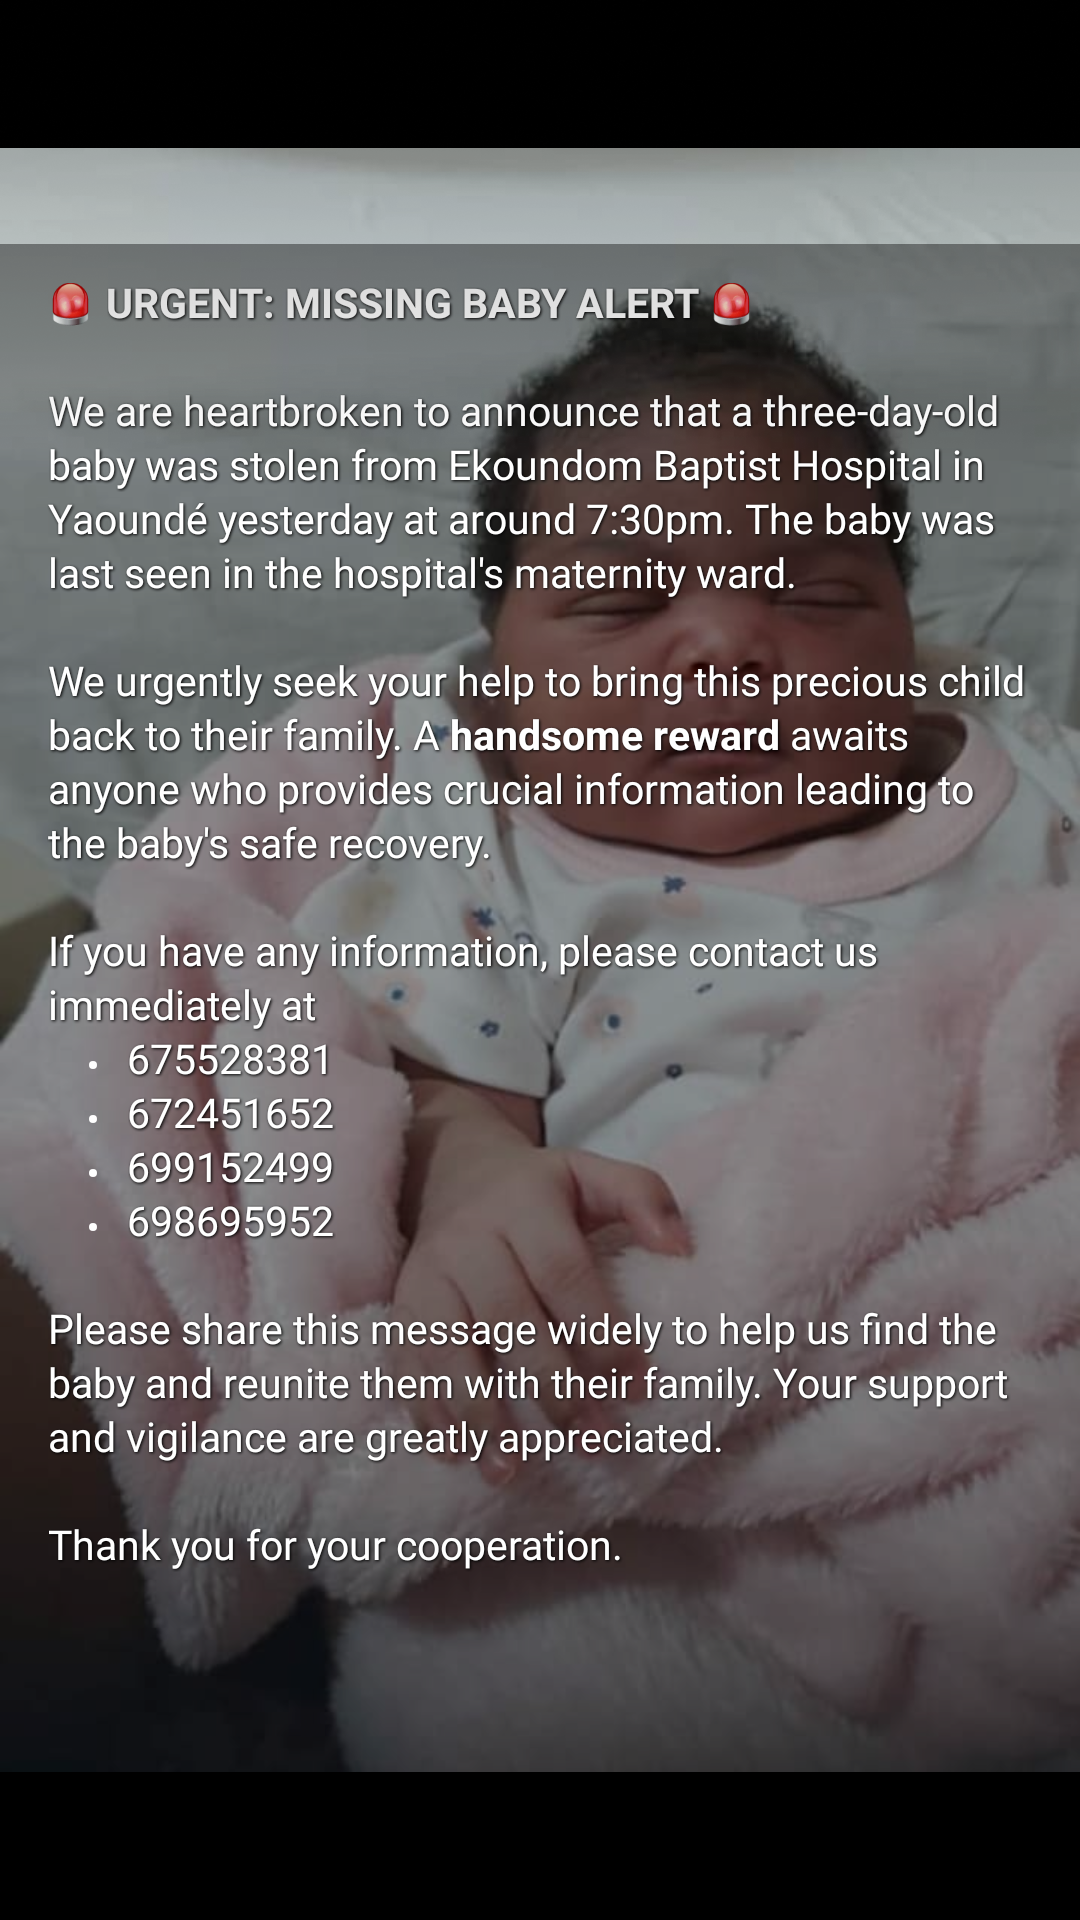 🚨 URGENT: MISSING BABY ALERT 🚨
We are heartbroken to announce that a three-day-old
baby was stolen from Ekoundom Baptist Hospital in
Yaoundé yesterday at around 7:30pm. The baby was
last seen in the hospital's maternity ward.
We urgently seek your help to bring this precious child
back to their family. A handsome reward awaits
anyone who provides crucial information leading to
the baby's safe recovery.
If you have any information, please contact us
immediately at
• 675528381
• 672451652
• 699152499
• 698695952
Please share this message widely to help us find the
baby and reunite them with their family. Your support
and vigilance are greatly appreciated.
Thank you for your cooperation.